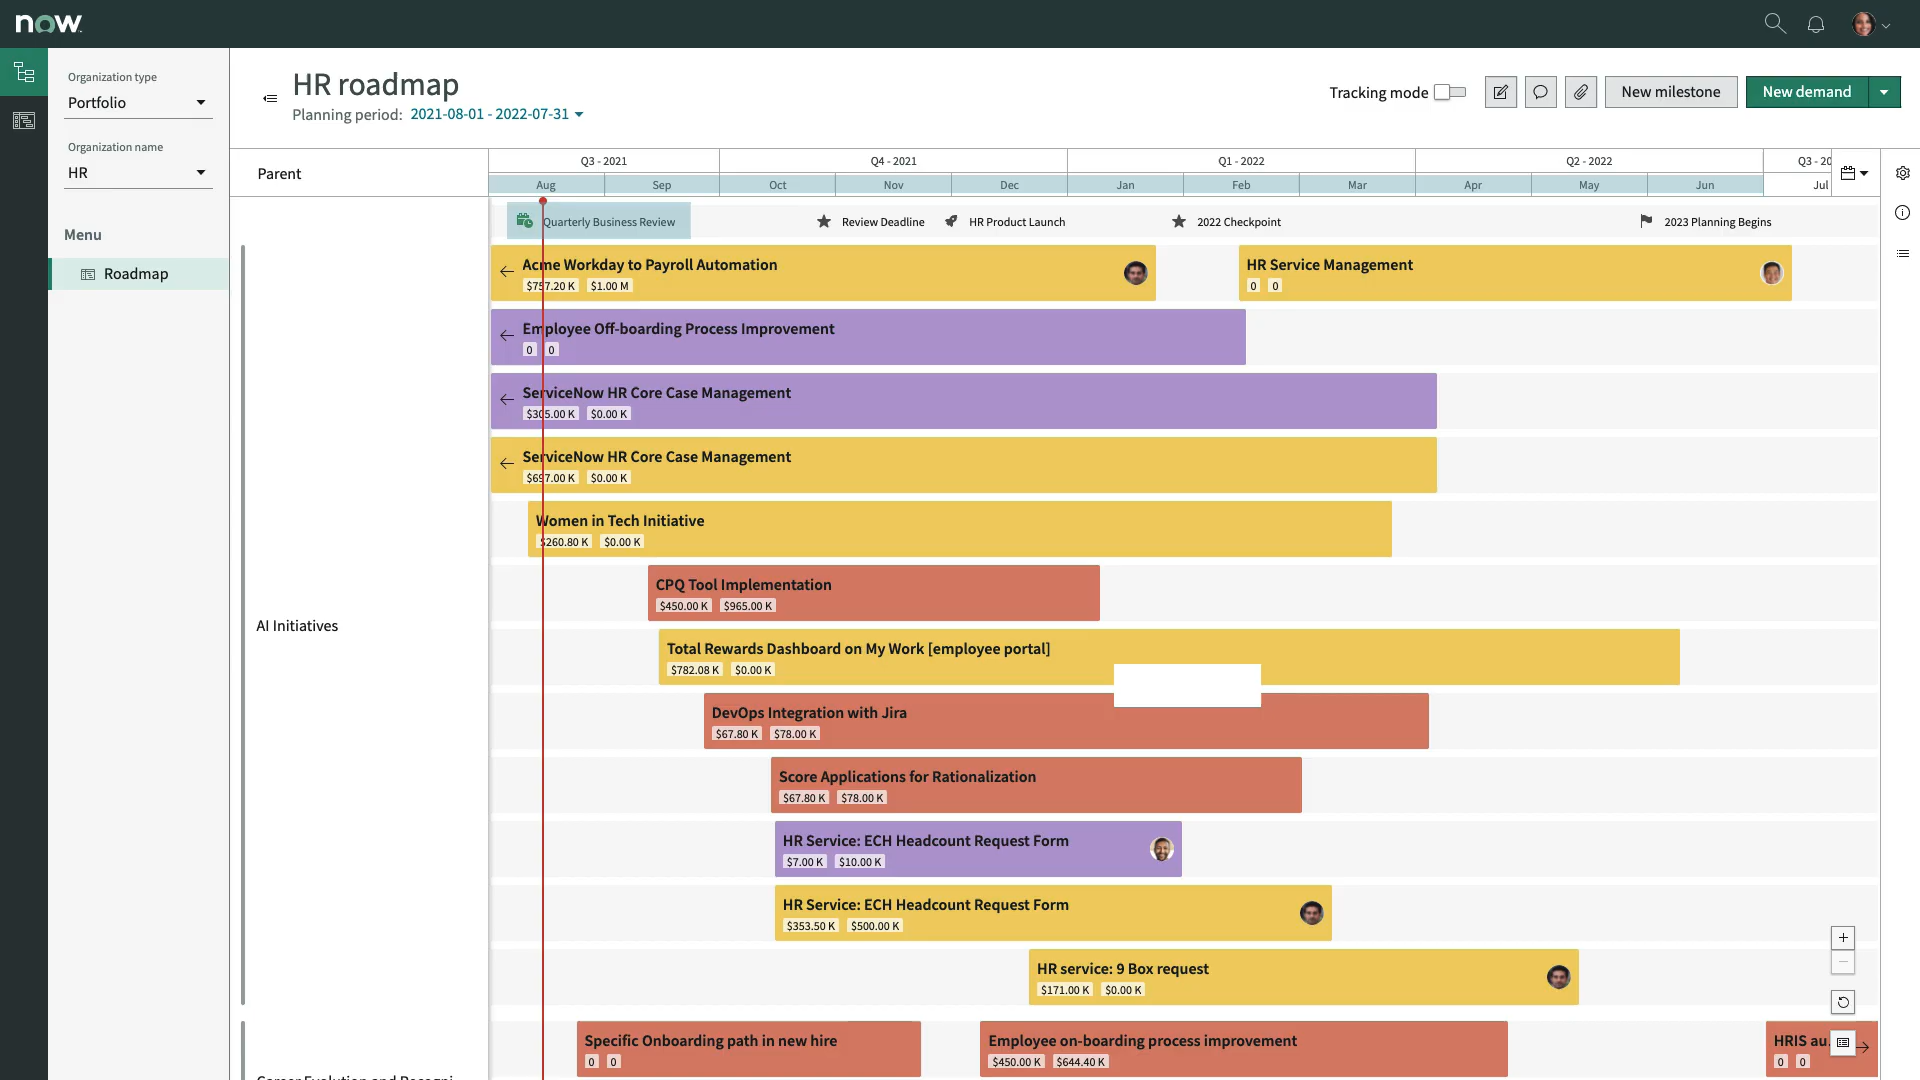 now.
Organization type
Portfolio
Organization name
HR
Menu
Roadmap
HR roadmap
Planning period: 2021-08-01 - 2022-07-31
Tracking mode
New milestone
New demand
Parent
Q3 - 2021
Q4 - 2021
Q1 - 2022
Q2 - 2022
Q3 - 20
Aug
Sep
Oct
Nov
Dec
Jan
Feb
Mar
Apr
May
Jun
Jul
Quarterly Business Review
Review Deadline
HR Product Launch
2022 Checkpoint
2023 Planning Begins
AI Initiatives
Acme Workday to Payroll Automation
$757.20 K $1.00 M
HR Service Management
0 0
Employee Off-boarding Process Improvement
0 0
ServiceNow HR Core Case Management
$305.00 K $0.00 K
ServiceNow HR Core Case Management
$697.00 K $0.00 K
Women in Tech Initiative
$260.80 K $0.00 K
CPQ Tool Implementation
$450.00 K $965.00 K
Total Rewards Dashboard on My Work [employee portal]
$782.08 K $0.00 K
DevOps Integration with Jira
$67.80 K $78.00 K
Score Applications for Rationalization
$67.80 K $78.00 K
HR Service: ECH Headcount Request Form
$7.00 K $10.00 K
HR Service: ECH Headcount Request Form
$353.50 K $500.00 K
HR service: 9 Box request
$171.00 K $0.00 K
Specific Onboarding path in new hire
0 0
Employee on-boarding process improvement
$450.00 K $644.40 K
HRIS au...
0 0
Career Evolution and Recogni